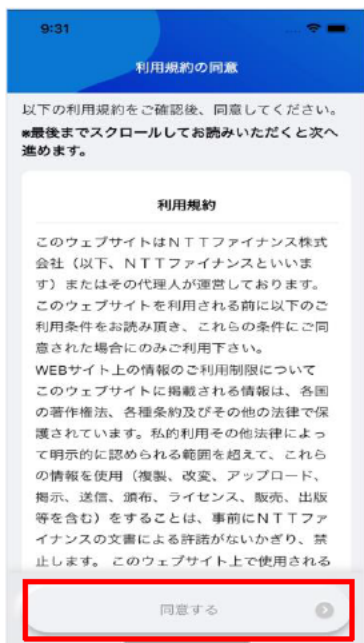 9:31
利用規約の同意
以下の利用規約をご確認後、同意してください。
*最後までスクロールしてお読みいただくと次へ
進めます。
利用規約
このウェブサイトはＮＴＴファイナンス株式
会社（以下、ＮＴＴファイナンスといいま
す）またはその代理人が運営しております。
このウェブサイトを利用される前に以下のご
利用条件をお読み頂き、これらの条件にご同
意された場合にのみご利用下さい。
WEBサイト上の情報のご利用制限について
このウェブサイトに掲載される情報は、各国
の著作権法、各種条約及びその他の法律で保
護されています。私的利用その他法律によっ
て明示的に認められる範囲を超えて、これら
の情報を使用（複製、改変、アップロード、
掲示、送信、頒布、ライセンス、販売、出版
等を含む）をすることは、事前にＮＴＴファ
イナンスの文書による許諾がないかぎり、禁
止します。 このウェブサイト上で使用される
同意する